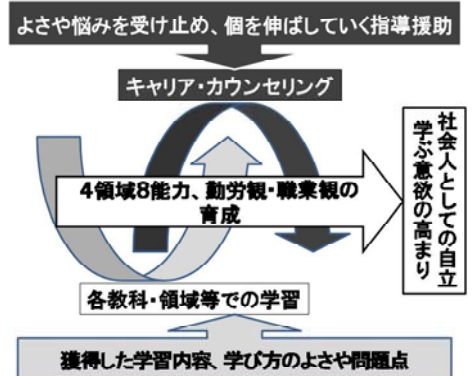 よさや悩みを受け止め、個を伸ばしていく指導援助
キャリア・カウンセリング
4領域8能力、勤労観・職業観の
育成
社会人としての自立
学ぶ意欲の高まり
各教科・領域等での学習
獲得した学習内容、学び方のよさや問題点